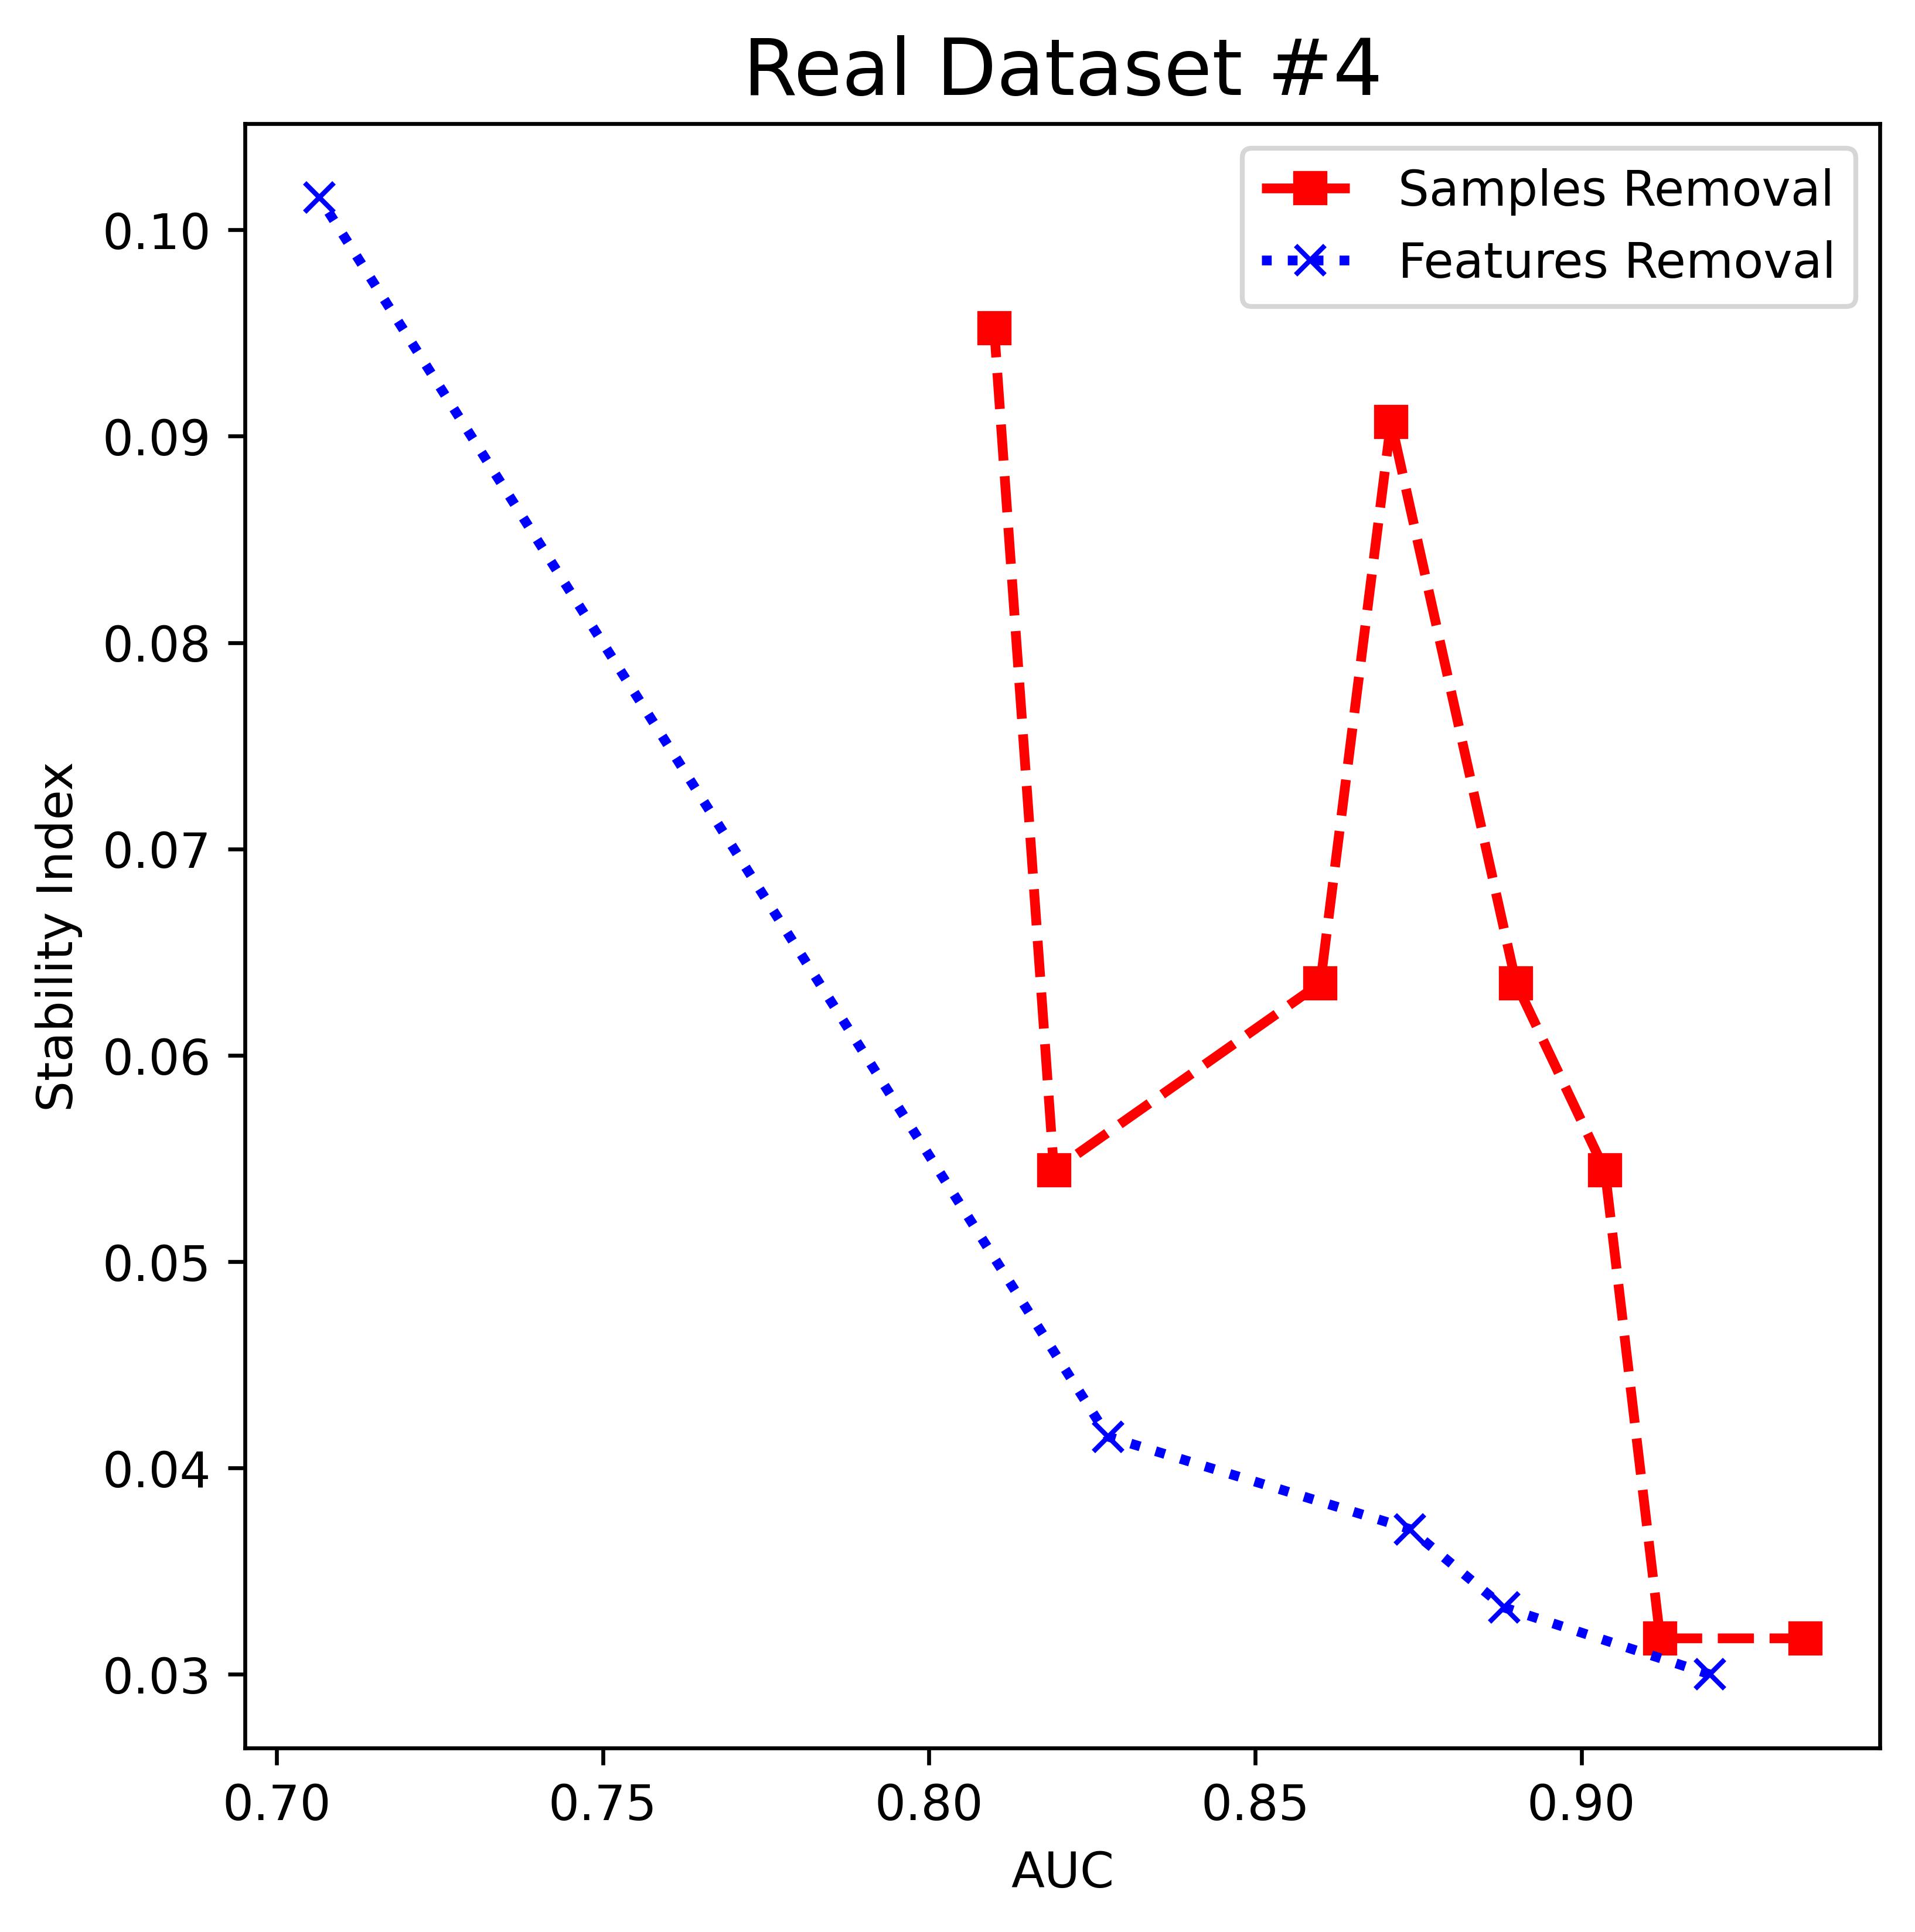 Real Dataset #4
Samples Removal
Features Removal
0.10
0.09
0.08
0.07
0.06
0.05
0.04
0.03
Stability Index
0.70 0.75 0.80 0.85 0.90
AUC